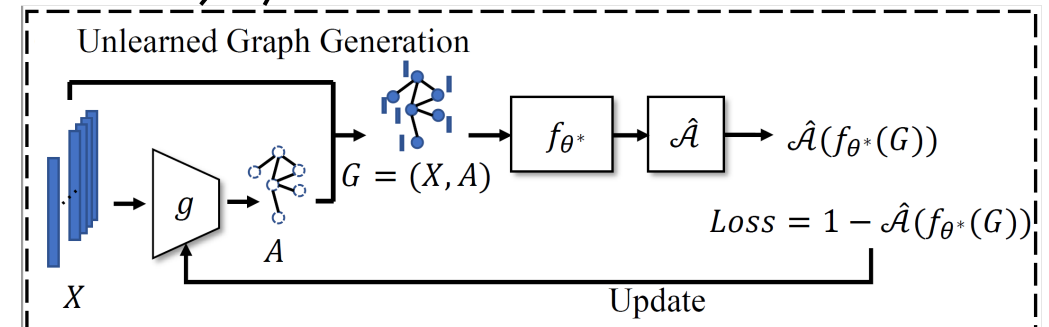 Unlearned Graph Generation
X
g
A
G = (X, A)
f_{θ*}
𝒜̂
𝒜̂(f_{θ*}(G))
Loss = 1 − 𝒜̂(f_{θ*}(G))
Update